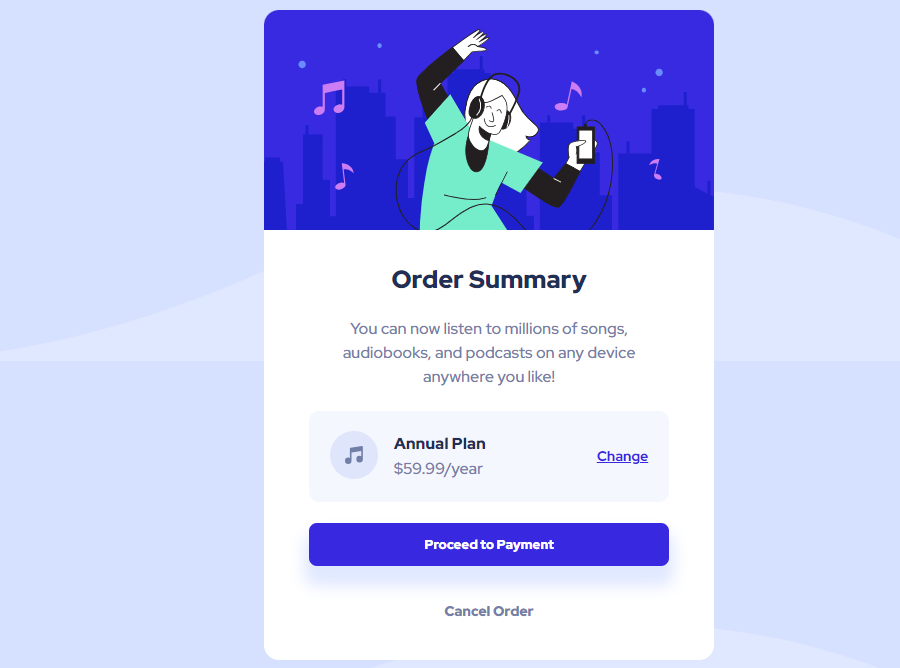 Order Summary
You can now listen to millions of songs,
audiobooks, and podcasts on any device
anywhere you like!
Annual Plan
$59.99/year
Change
Proceed to Payment
Cancel Order